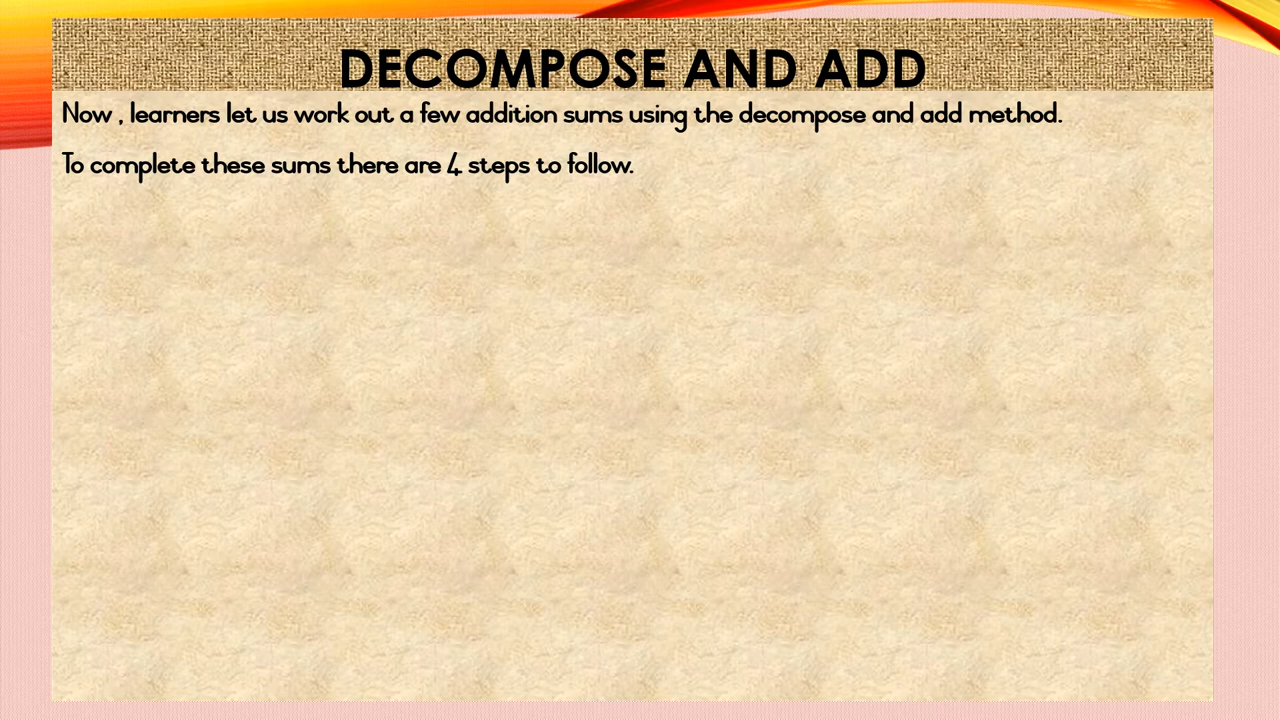 DECOMPOSE AND ADD
Now , learners let us work out a few addition sums using the decompose and add method.
To complete these sums there are 4 steps to follow.